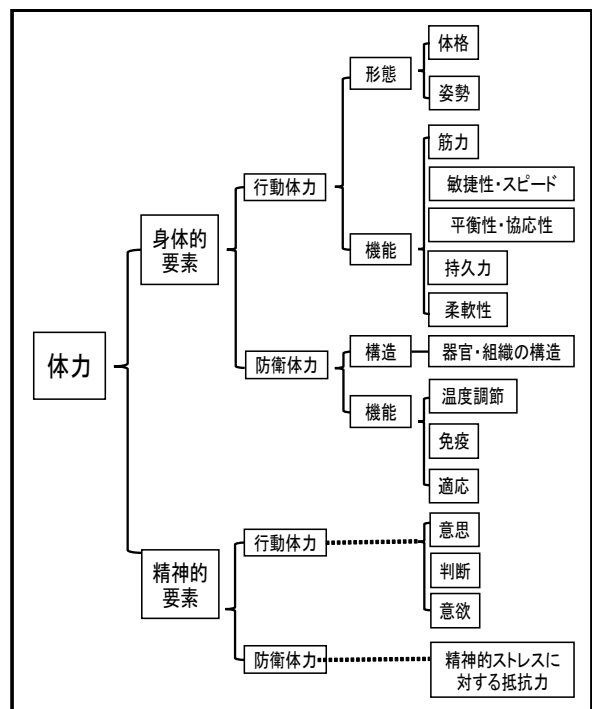 体力
身体的
要素
行動体力
形態
体格
姿勢
機能
筋力
敏捷性・スピード
平衡性・協応性
持久力
柔軟性
防衛体力
構造
器官・組織の構造
機能
温度調節
免疫
適応
精神的
要素
行動体力
意思
判断
意欲
防衛体力
精神的ストレスに
対する抵抗力